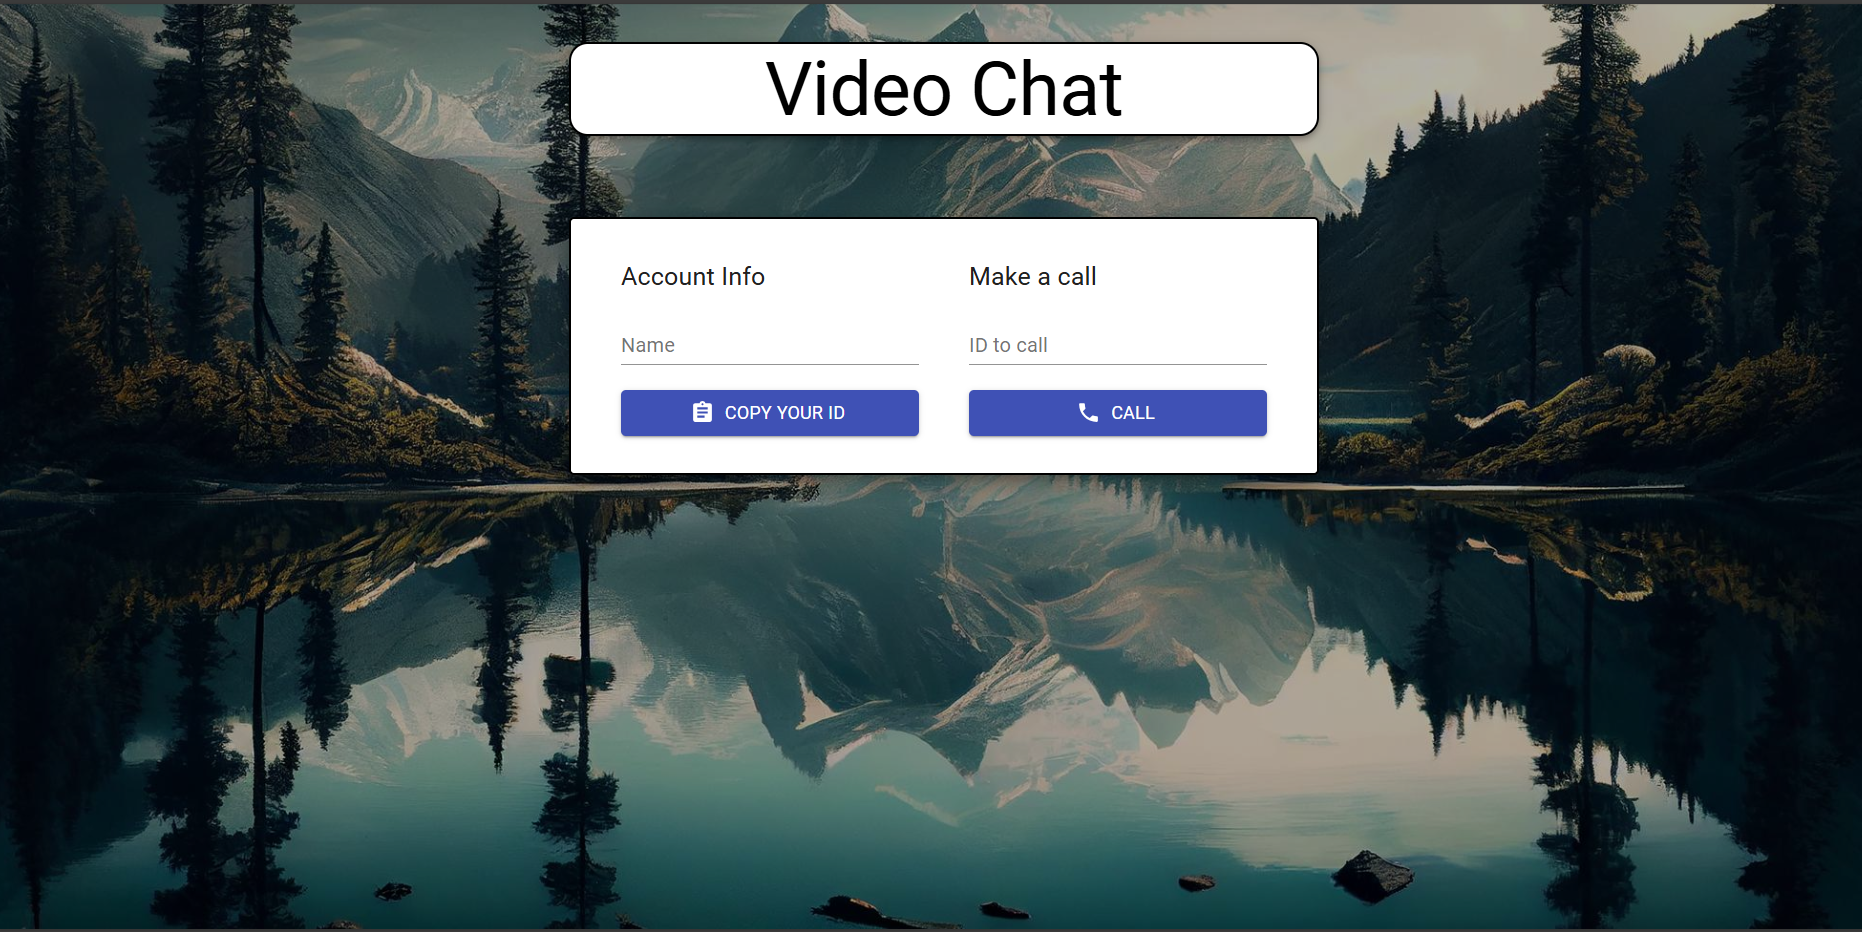 Video Chat
Account Info
Name
COPY YOUR ID
Make a call
ID to call
CALL